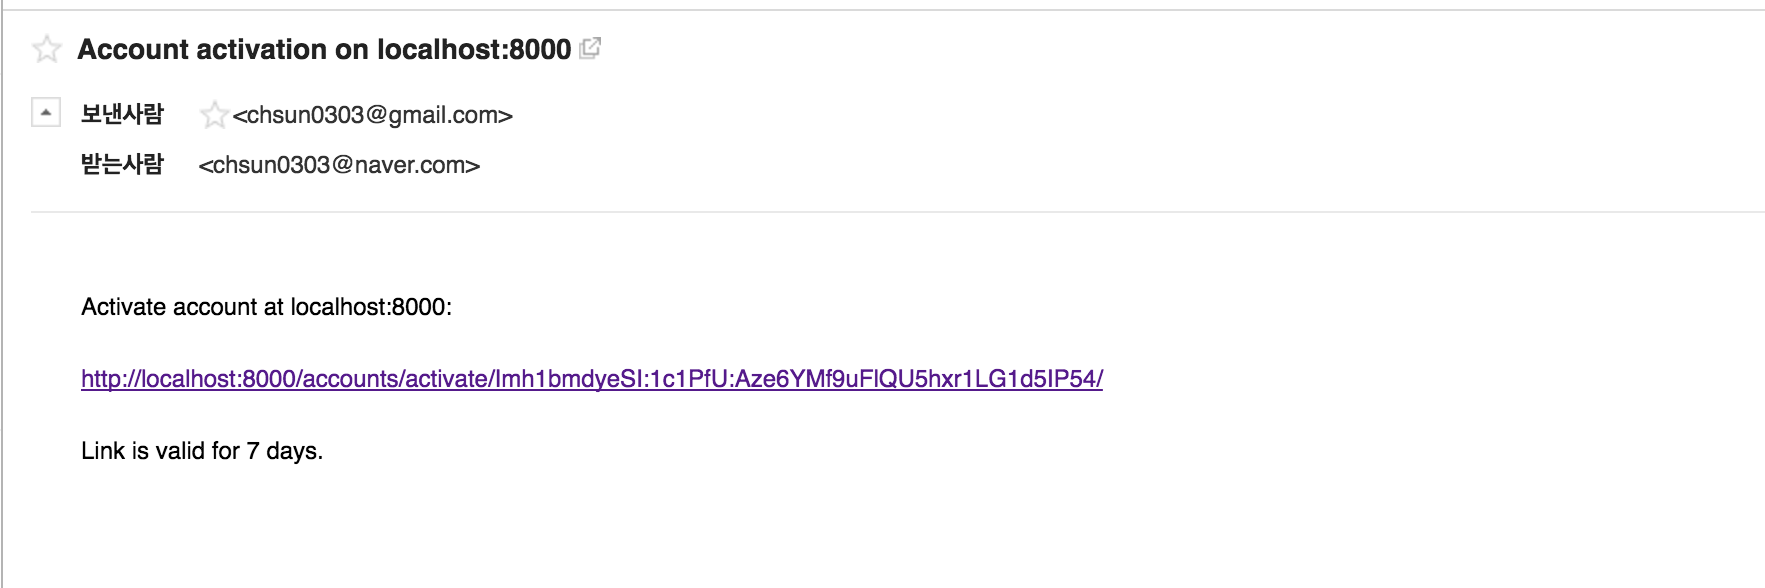 Account activation on localhost:8000
보낸사람 <chsun0303@gmail.com>
받는사람 <chsun0303@naver.com>
Activate account at localhost:8000:
http://localhost:8000/accounts/activate/Imh1bmdyeSI:1c1PfU:Aze6YMf9uFlQU5hxr1LG1d5IP54/
Link is valid for 7 days.